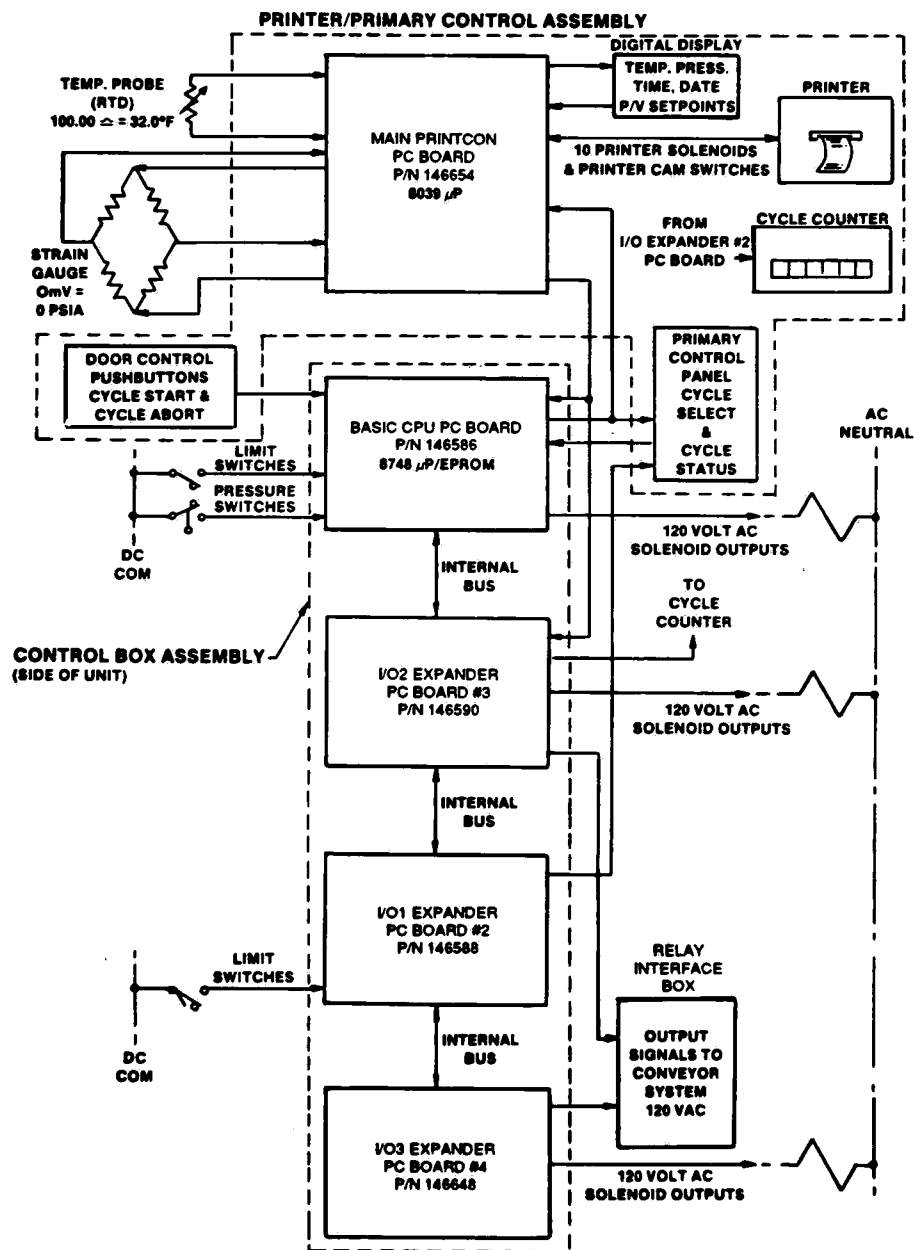 PRINTER/PRIMARY CONTROL ASSEMBLY
TEMP. PROBE
(RTD)
100.00 ≏ = 32.0°F
MAIN PRINTCON
PC BOARD
P/N 146654
8039 µP
DIGITAL DISPLAY
TEMP. PRESS.
TIME, DATE
P/V SETPOINTS
PRINTER
10 PRINTER SOLENOIDS
& PRINTER CAM SWITCHES
STRAIN
GAUGE
OmV =
0 PSIA
FROM
I/O EXPANDER #2
PC BOARD
CYCLE COUNTER
DOOR CONTROL
PUSHBUTTONS
CYCLE START &
CYCLE ABORT
BASIC CPU PC BOARD
P/N 146586
8748 µP/EPROM
PRIMARY
CONTROL
PANEL
CYCLE
SELECT
&
CYCLE
STATUS
AC
NEUTRAL
LIMIT
SWITCHES
PRESSURE
SWITCHES
DC
COM
120 VOLT AC
SOLENOID OUTPUTS
INTERNAL
BUS
TO
CYCLE
COUNTER
CONTROL BOX ASSEMBLY
(SIDE OF UNIT)
I/O2 EXPANDER
PC BOARD #3
P/N 146590
120 VOLT AC
SOLENOID OUTPUTS
INTERNAL
BUS
I/O1 EXPANDER
PC BOARD #2
P/N 146588
LIMIT
SWITCHES
DC
COM
RELAY
INTERFACE
BOX
OUTPUT
SIGNALS TO
CONVEYOR
SYSTEM
120 VAC
INTERNAL
BUS
I/O3 EXPANDER
PC BOARD #4
P/N 146648
120 VOLT AC
SOLENOID OUTPUTS